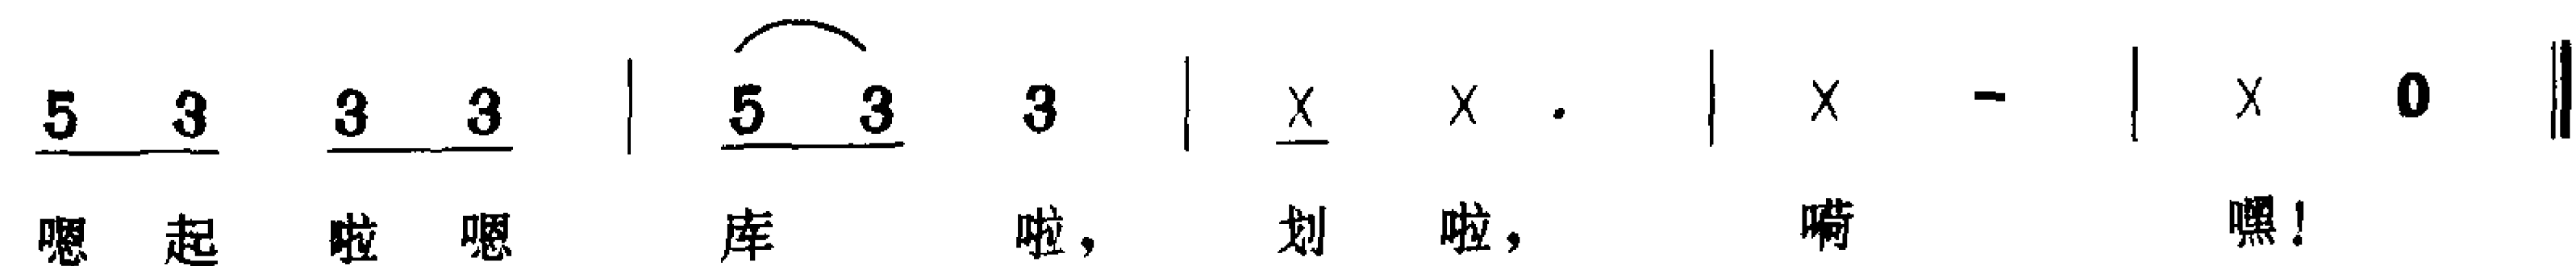 5 3 3 3 | 5 3 3 | X X . | X - | X 0 ‖
嗯 起 啦 嗯 库 啦， 划 啦， 嗬 嘿！